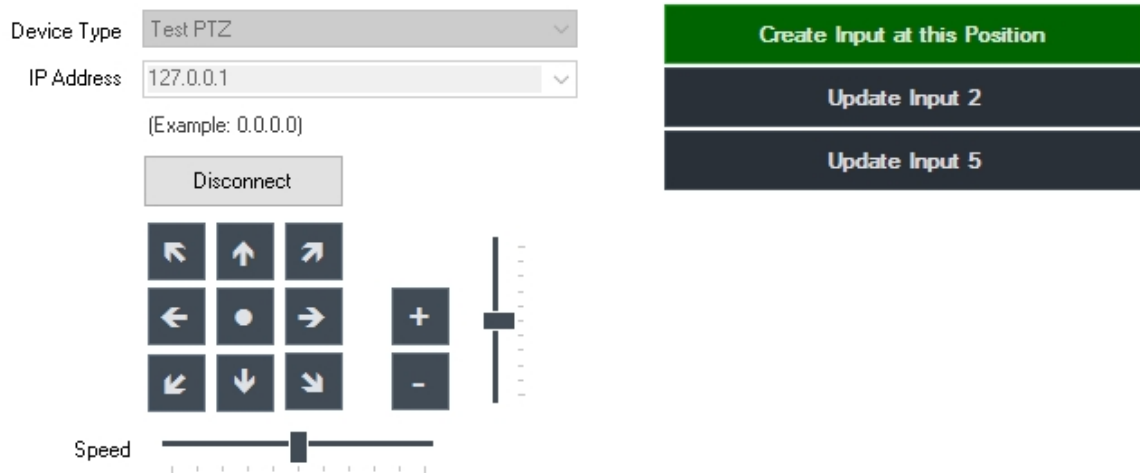 Device Type
Test PTZ
IP Address
127.0.0.1
(Example: 0.0.0.0)
Disconnect
+
-
Speed
Create Input at this Position
Update Input 2
Update Input 5